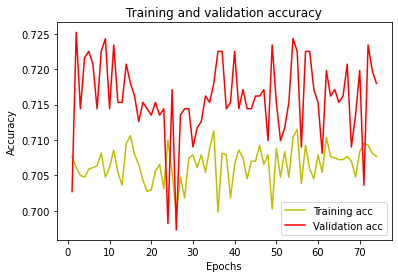 Training and validation accuracy
0.725
0.720
0.715
0.710
0.705
0.700
Accuracy
Training acc
Validation acc
0 10 20 30 40 50 60 70
Epochs